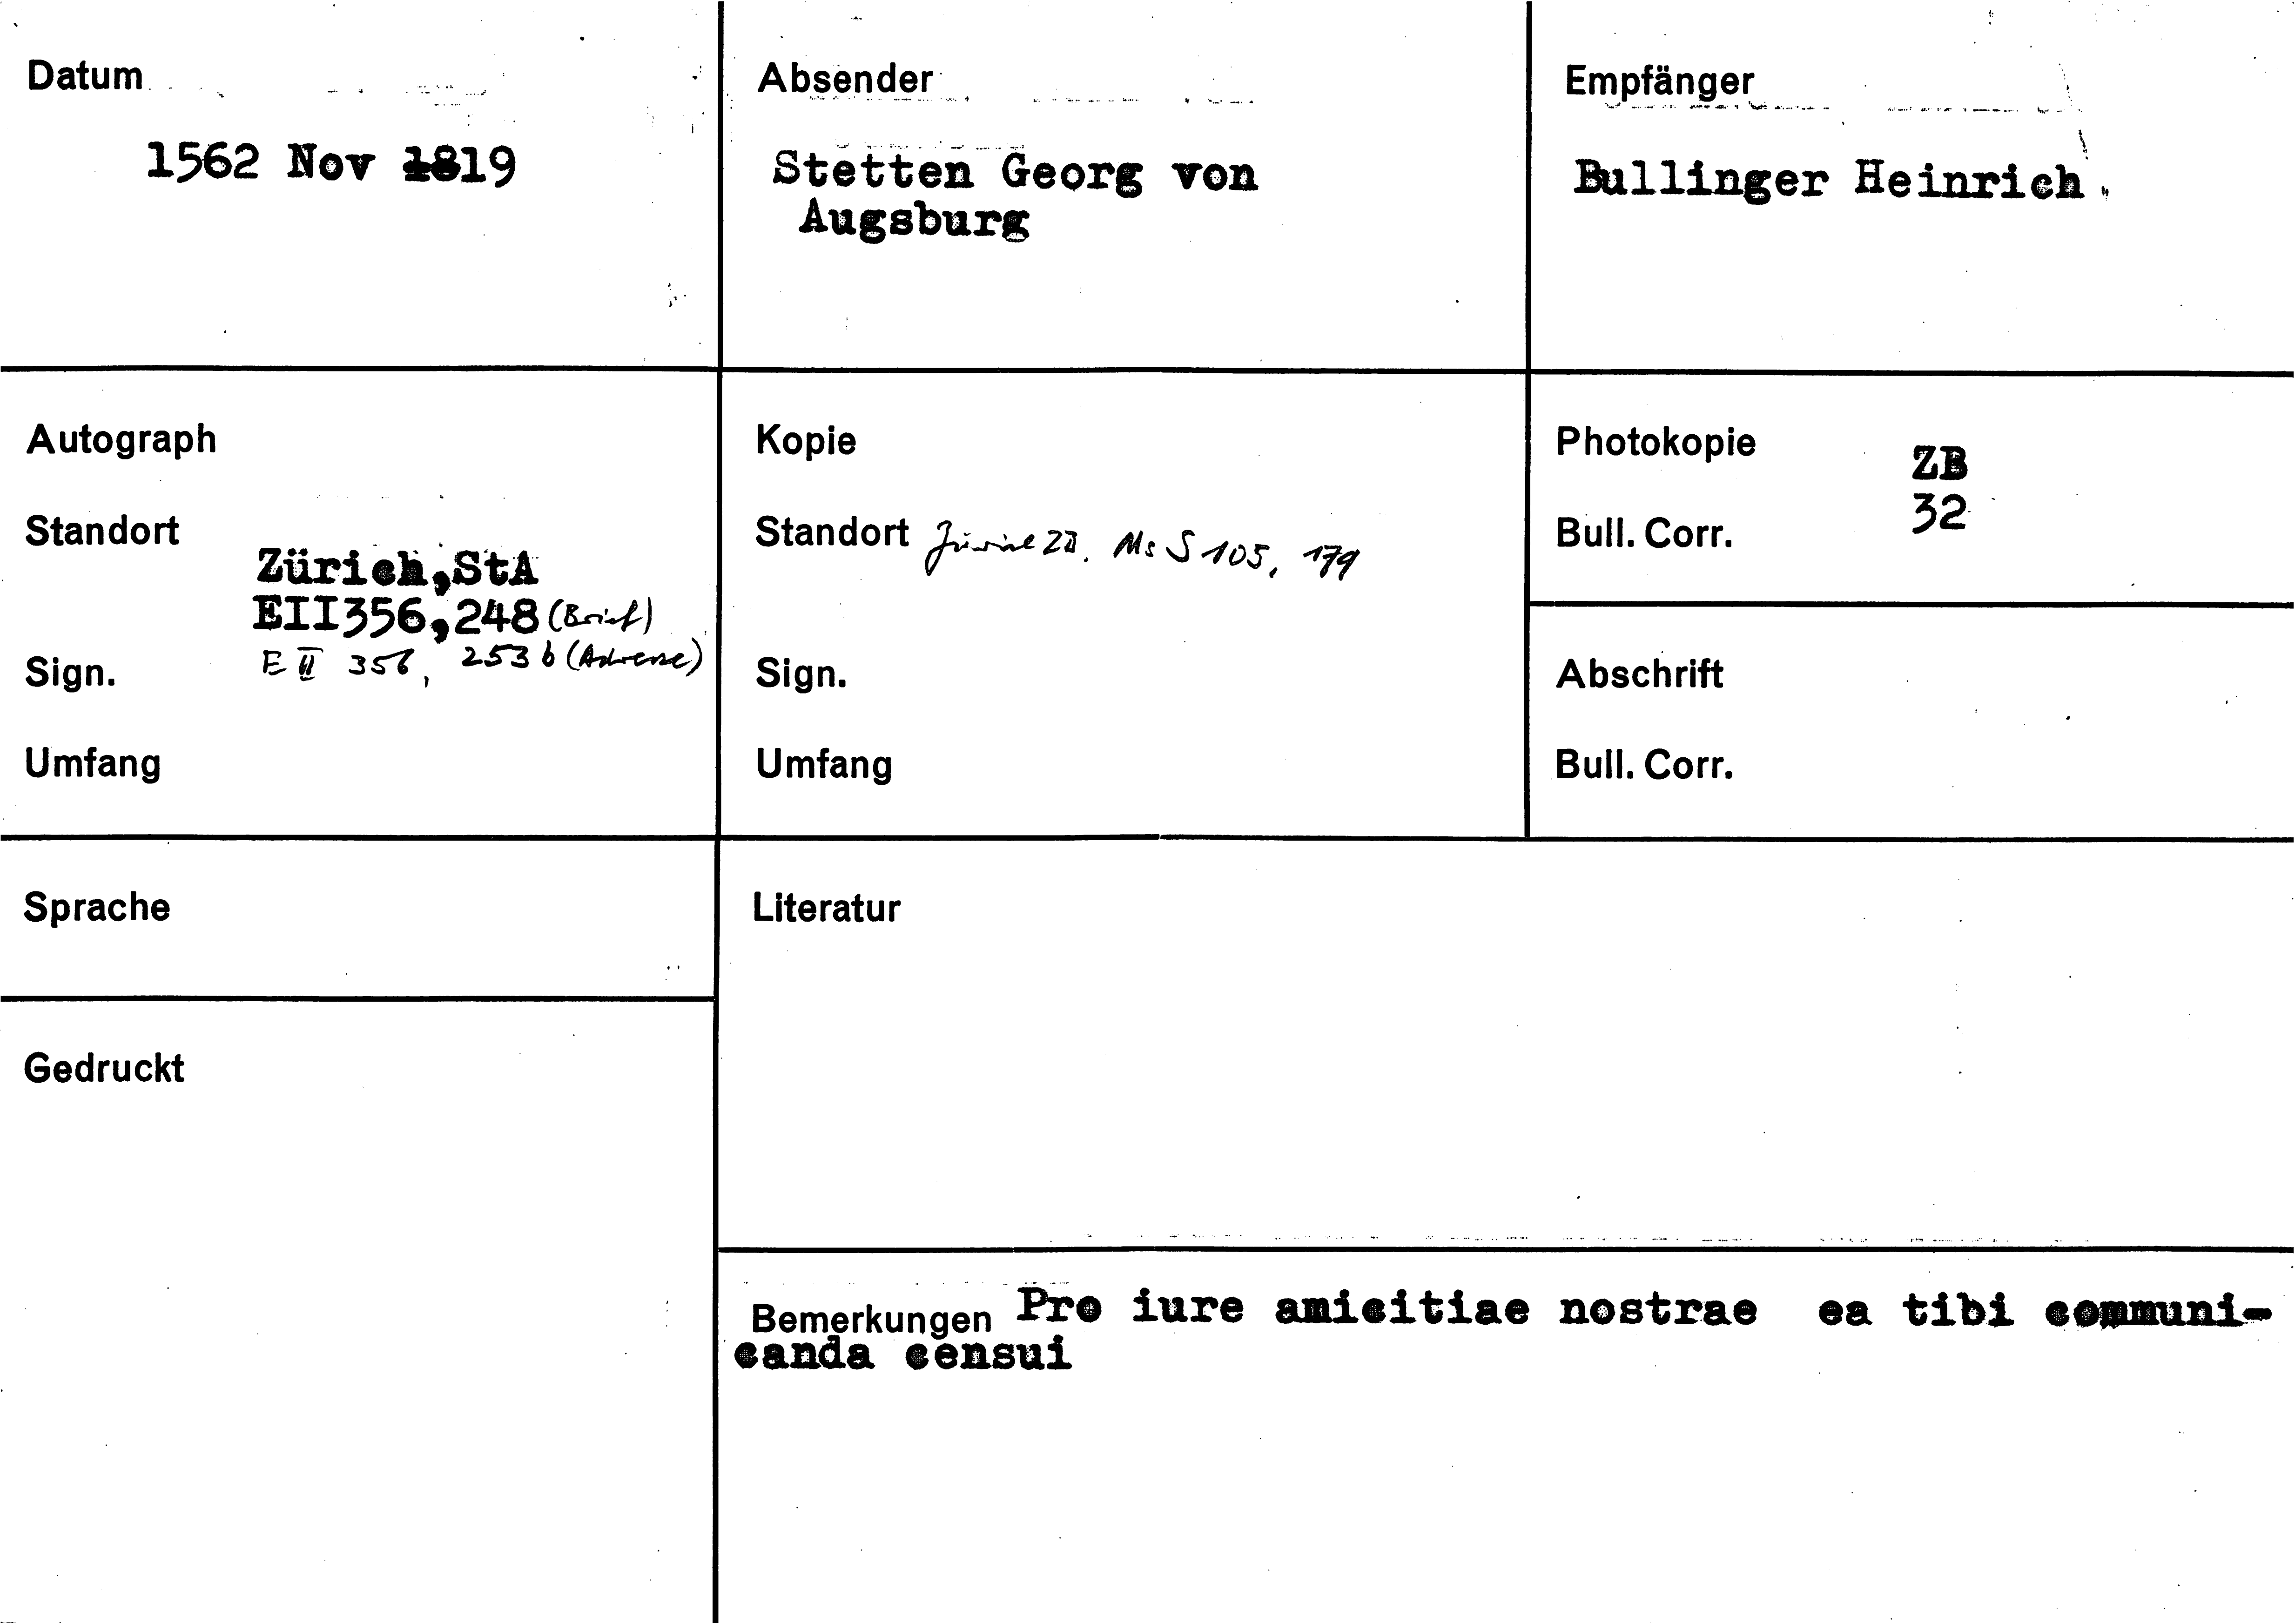 Datum
1562 Nov 1819
Absender
Stetten Georg von
Augsburg
Empfänger
Bullinger Heinrich
Autograph
Standort
Zürich,StA
EII356,248 (Brief)
Sign. E II 356, 253 b (Adresse)
Umfang
Kopie
Standort Zürich ZB. Ms S 105, 179
Sign.
Umfang
Photokopie ZB
Bull. Corr. 32
Abschrift
Bull. Corr.
Sprache
Literatur
Gedruckt
Bemerkungen Pro iure amicitiae nostrae ea tibi communi-
canda censui